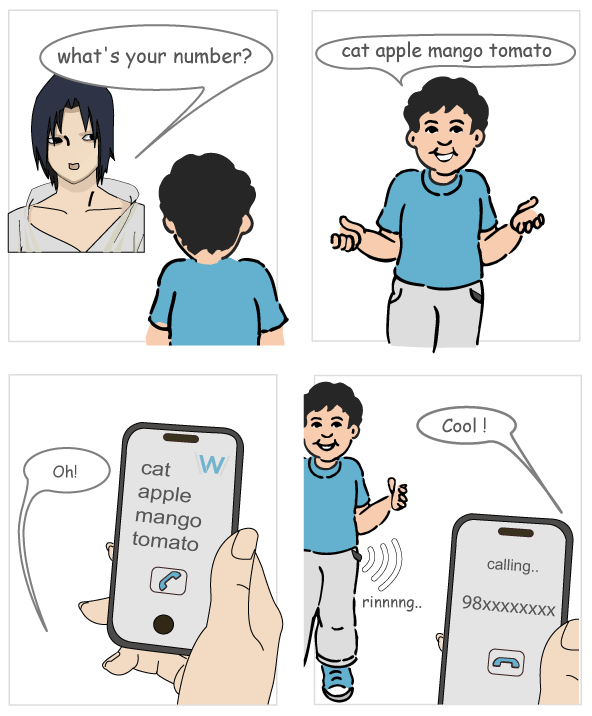 what's your number?
cat apple mango tomato
Oh!
W
cat
apple
mango
tomato
Cool !
calling..
98xxxxxxxx
rinnnng..